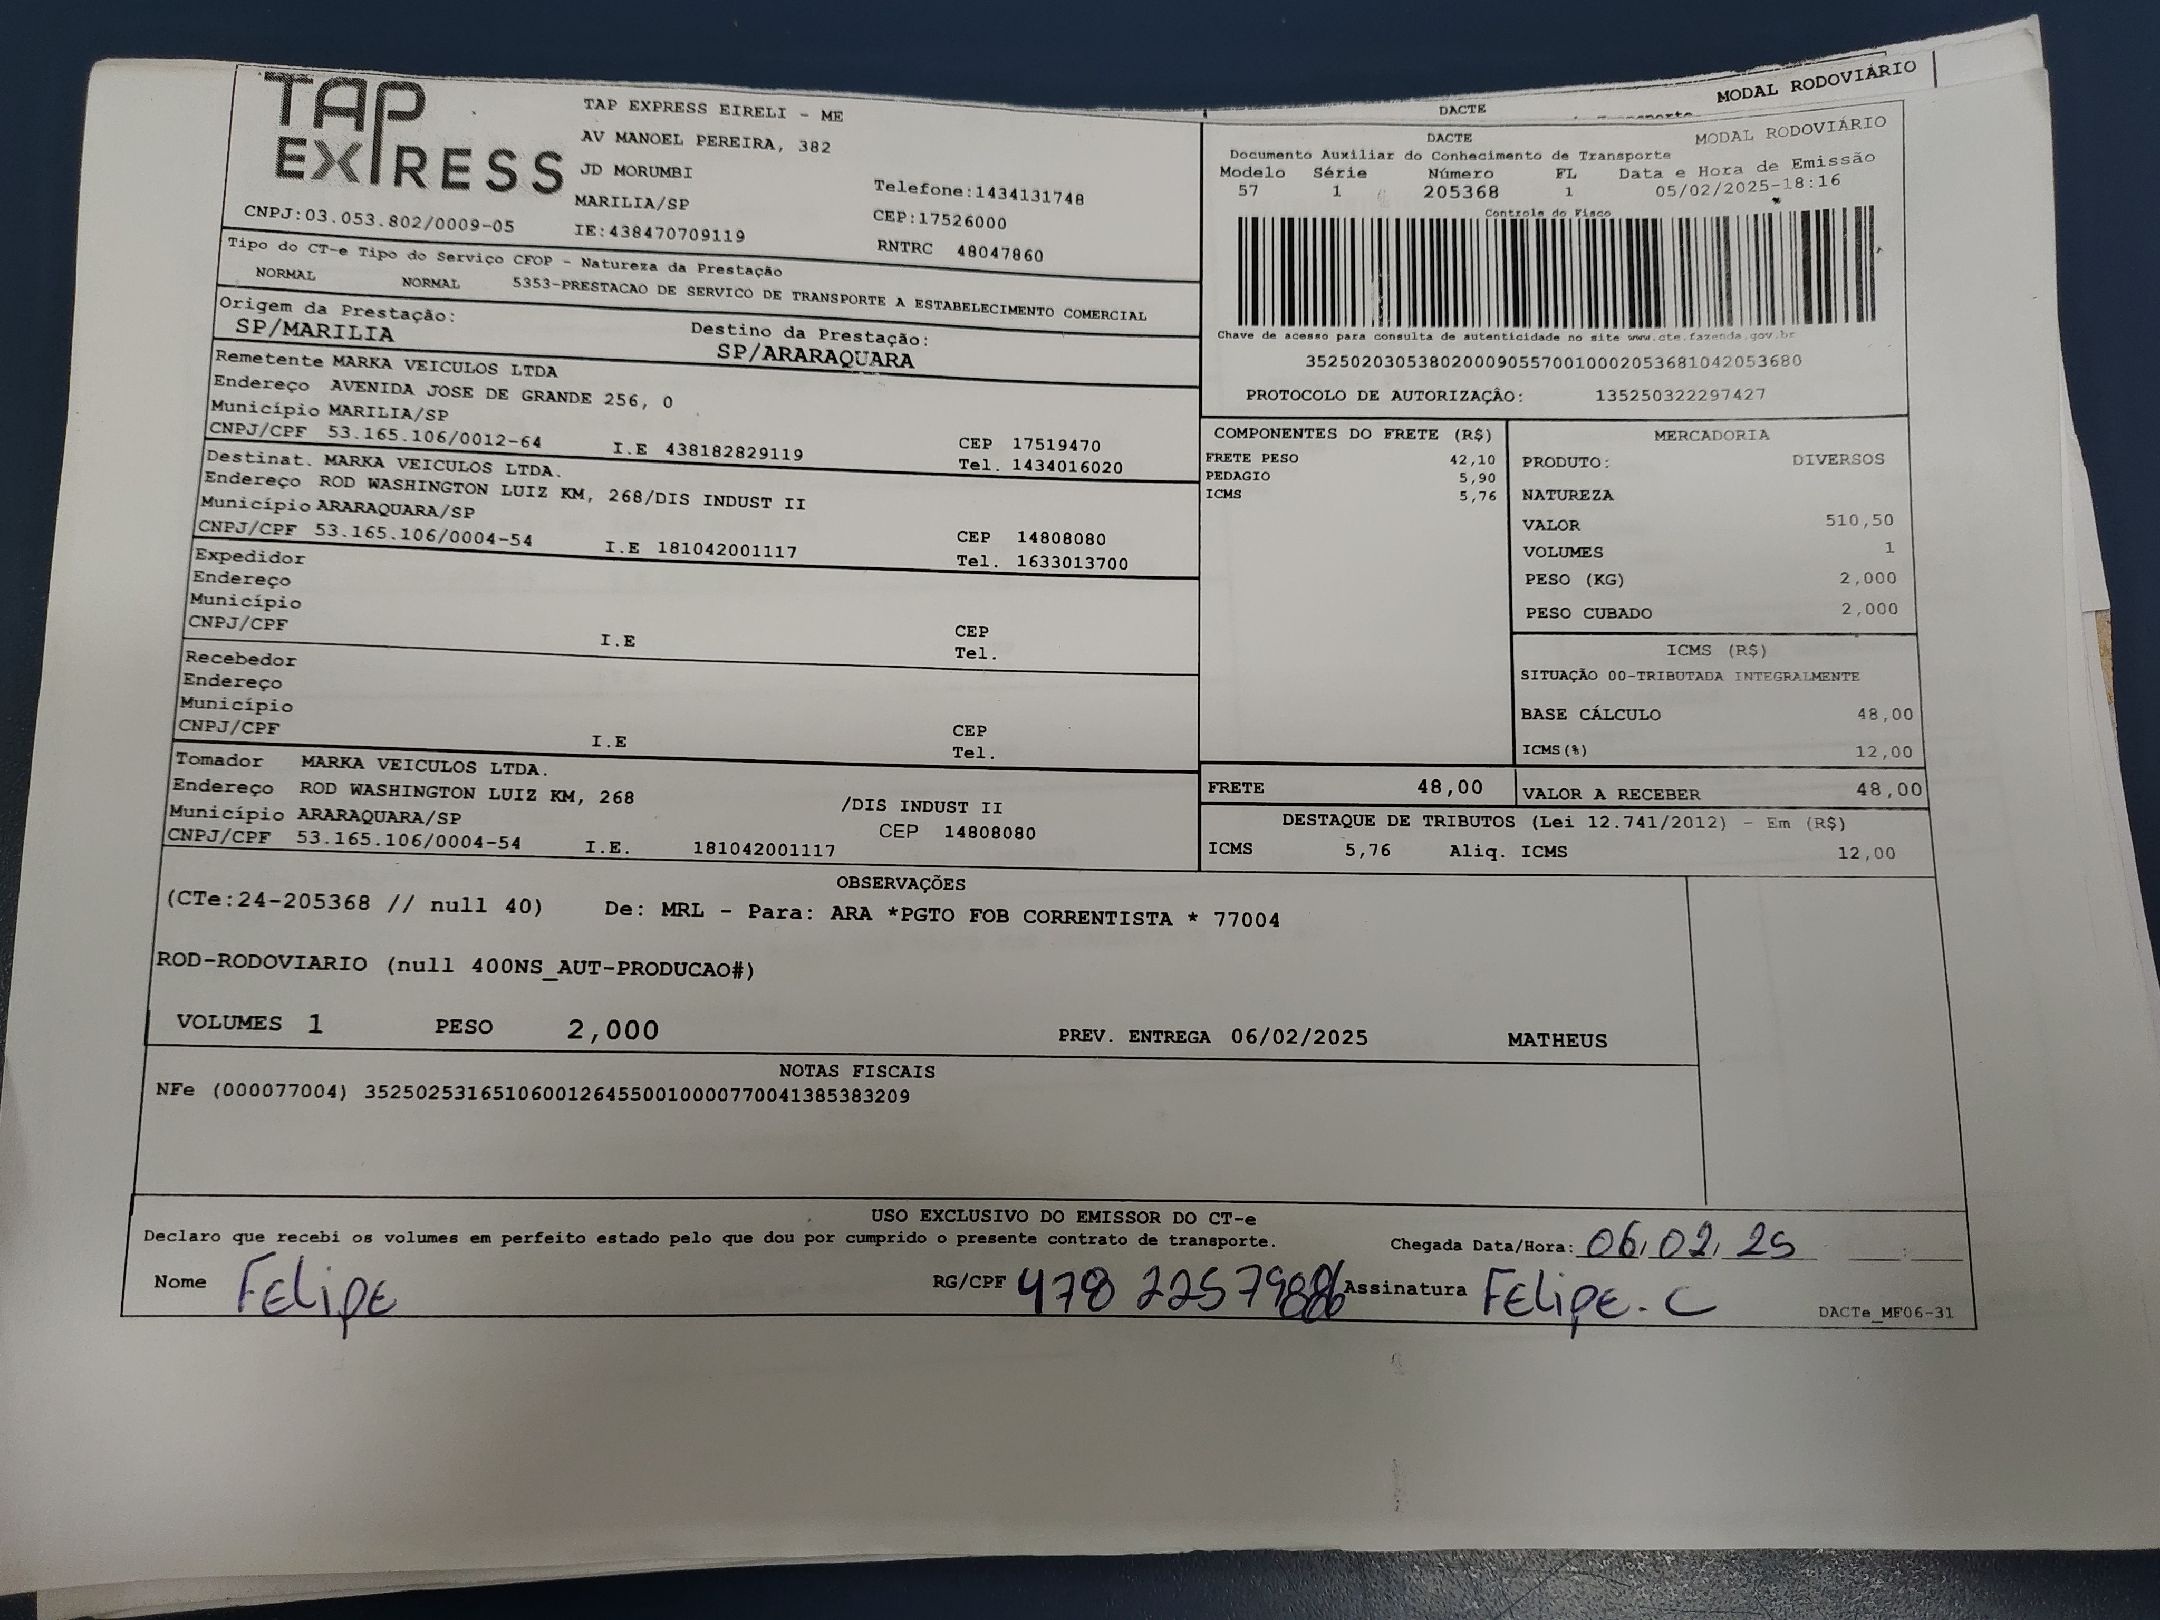 TAP
EXPRESS
CNPJ:03.053.802/0009-05
TAP EXPRESS EIRELI - ME
AV MANOEL PEREIRA, 382
JD MORUMBI
MARILIA/SP
IE:438470709119
Telefone:1434131748
CEP:17526000
RNTRC 48047860
Tipo do CT-e Tipo do Serviço CFOP - Natureza da Prestação
NORMAL NORMAL 5353-PRESTACAO DE SERVICO DE TRANSPORTE A ESTABELECIMENTO COMERCIAL
Origem da Prestação: Destino da Prestação:
SP/MARILIA SP/ARARAQUARA
Remetente MARKA VEICULOS LTDA
Endereço AVENIDA JOSE DE GRANDE 256, 0
Município MARILIA/SP CEP 17519470
CNPJ/CPF 53.165.106/0012-64 I.E 438182829119 Tel. 1434016020
Destinat. MARKA VEICULOS LTDA.
Endereço ROD WASHINGTON LUIZ KM, 268/DIS INDUST II
Município ARARAQUARA/SP CEP 14808080
CNPJ/CPF 53.165.106/0004-54 I.E 181042001117 Tel. 1633013700
Expedidor
Endereço
Município CEP
CNPJ/CPF I.E Tel.
Recebedor
Endereço
Município CEP
CNPJ/CPF I.E Tel.
Tomador MARKA VEICULOS LTDA.
Endereço ROD WASHINGTON LUIZ KM, 268 /DIS INDUST II
Município ARARAQUARA/SP CEP 14808080
CNPJ/CPF 53.165.106/0004-54 I.E. 181042001117
DACTE MODAL RODOVIÁRIO
DACTE MODAL RODOVIÁRIO
Documento Auxiliar do Conhecimento de Transporte
Modelo Série Número FL Data e Hora de Emissão
57 1 205368 1 05/02/2025-18:16
Controle do Fisco
Chave de acesso para consulta de autenticidade no site www.cte.fazenda.gov.br
35250203053802000905570010002053681042053680
PROTOCOLO DE AUTORIZAÇÃO: 135250322297427
COMPONENTES DO FRETE (R$)
FRETE PESO 42,10
PEDAGIO 5,90
ICMS 5,76
MERCADORIA
PRODUTO: DIVERSOS
NATUREZA
VALOR 510,50
VOLUMES 1
PESO (KG) 2,000
PESO CUBADO 2,000
ICMS (R$)
SITUAÇÃO 00-TRIBUTADA INTEGRALMENTE
BASE CÁLCULO 48,00
ICMS(%) 12,00
FRETE 48,00 VALOR A RECEBER 48,00
DESTAQUE DE TRIBUTOS (Lei 12.741/2012) - Em (R$)
ICMS 5,76 Aliq. ICMS 12,00
OBSERVAÇÕES
(CTe:24-205368 // null 40) De: MRL - Para: ARA *PGTO FOB CORRENTISTA * 77004
ROD-RODOVIARIO (null 400NS_AUT-PRODUCAO#)
VOLUMES 1 PESO 2,000 PREV. ENTREGA 06/02/2025 MATHEUS
NOTAS FISCAIS
NFe (000077004) 35250253165106001264550010000770041385383209
USO EXCLUSIVO DO EMISSOR DO CT-e
Declaro que recebi os volumes em perfeito estado pelo que dou por cumprido o presente contrato de transporte. Chegada Data/Hora: 06,02,25
Nome Felipe RG/CPF 478 225 Assinatura Felipe. C
DACTe_MF06-31